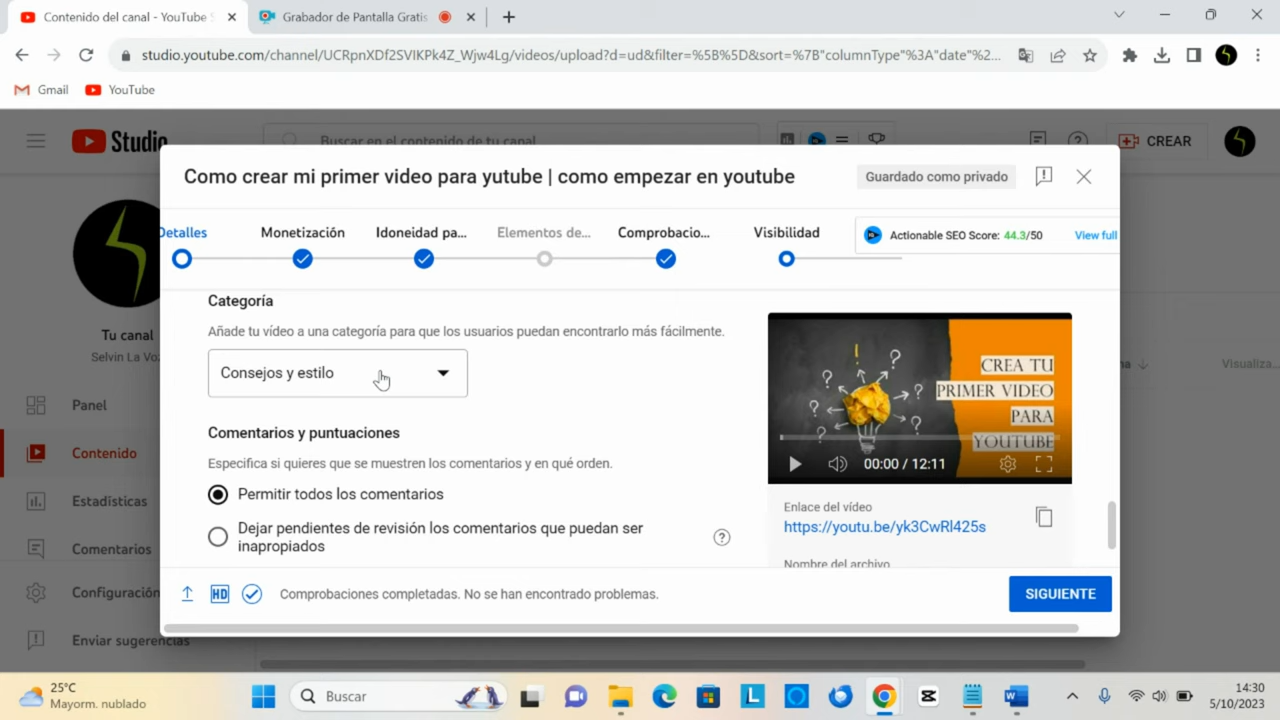 Contenido del canal - YouTube S
Grabador de Pantalla Gratis
studio.youtube.com/channel/UCRpnXDf2SVIKPk4Z_Wjw4Lg/videos/upload?d=ud&filter=%5B%5D&sort=%7B"columnType"%3A"date"%2...
Gmail
YouTube
Studio
Buscar en el contenido de tu canal
CREAR
Como crear mi primer video para yutube | como empezar en youtube
Guardado como privado
Detalles
Monetización
Idoneidad pa...
Elementos de...
Comprobacio...
Visibilidad
Actionable SEO Score: 44.3/50
View full
Tu canal
Selvin La Voz
Panel
Contenido
Estadísticas
Comentarios
Configuración
Enviar sugerencias
Categoría
Añade tu vídeo a una categoría para que los usuarios puedan encontrarlo más fácilmente.
Consejos y estilo
Comentarios y puntuaciones
Especifica si quieres que se muestren los comentarios y en qué orden.
Permitir todos los comentarios
Dejar pendientes de revisión los comentarios que puedan ser
inapropiados
CREA TU
PRIMER VIDEO
PARA
YOUTUBE
00:00 / 12:11
Enlace del vídeo
https://youtu.be/yk3CwRl425s
Nombre del archivo
Visualiza...
HD
Comprobaciones completadas. No se han encontrado problemas.
SIGUIENTE
25°C
Mayorm. nublado
Buscar
14:30
5/10/2023